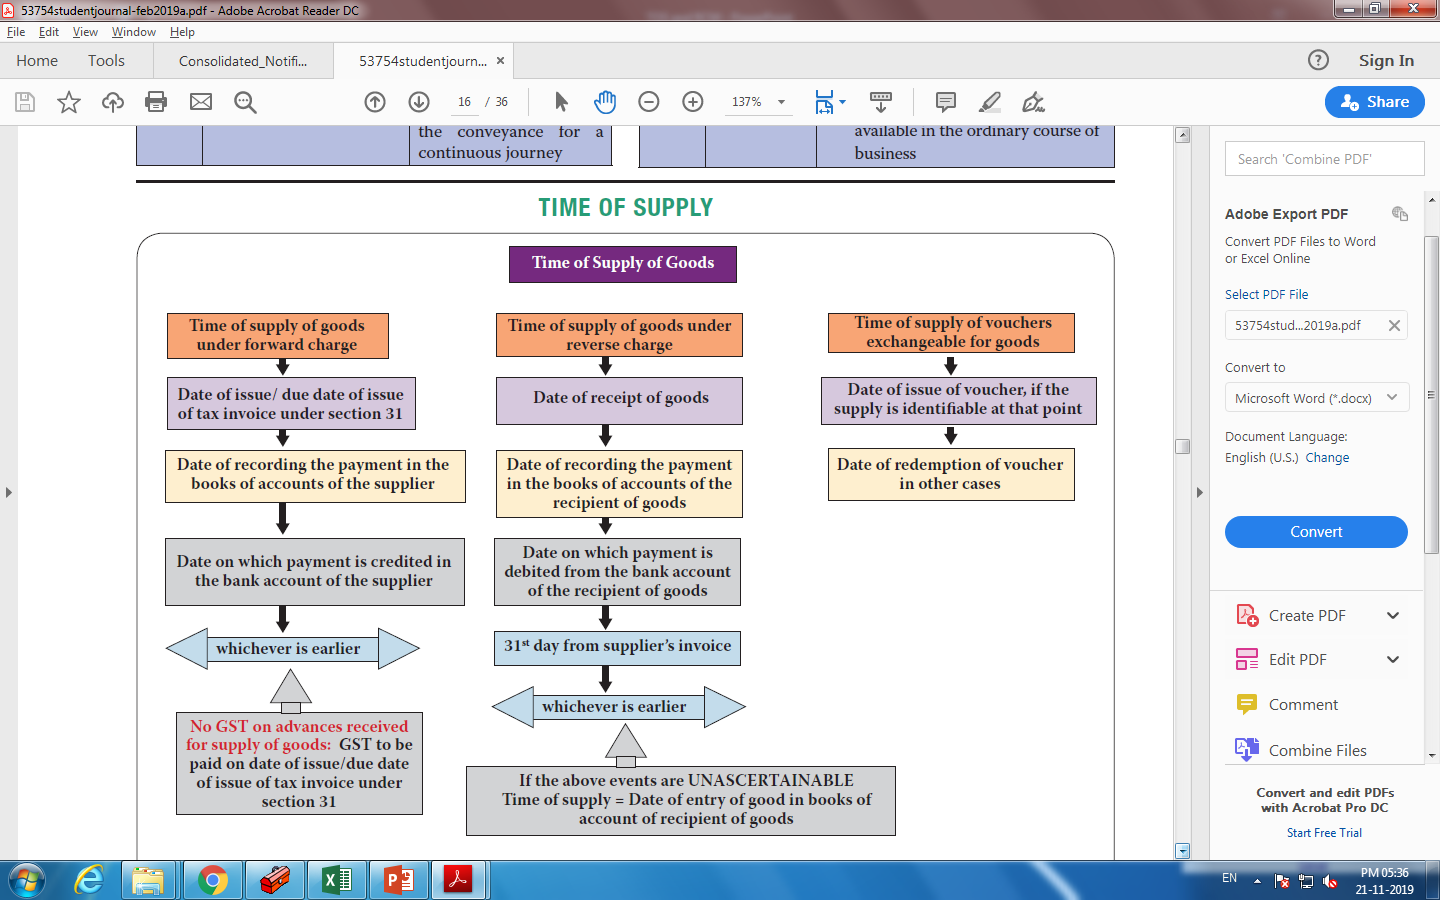 53754studentjournal-feb2019a.pdf - Adobe Acrobat Reader DC
File Edit View Window Help
Home Tools Consolidated_Notifi... 53754studentjourn... ×
? Sign In
16 / 36 137% Share
the conveyance for a
continuous journey
available in the ordinary course of
business
TIME OF SUPPLY
Time of Supply of Goods
Time of supply of goods
under forward charge
Date of issue/ due date of issue
of tax invoice under section 31
Date of recording the payment in the
books of accounts of the supplier
Date on which payment is credited in
the bank account of the supplier
whichever is earlier
No GST on advances received
for supply of goods: GST to be
paid on date of issue/due date
of issue of tax invoice under
section 31
Time of supply of goods under
reverse charge
Date of receipt of goods
Date of recording the payment
in the books of accounts of the
recipient of goods
Date on which payment is
debited from the bank account
of the recipient of goods
31st day from supplier's invoice
whichever is earlier
If the above events are UNASCERTAINABLE
Time of supply = Date of entry of good in books of
account of recipient of goods
Time of supply of vouchers
exchangeable for goods
Date of issue of voucher, if the
supply is identifiable at that point
Date of redemption of voucher
in other cases
Search 'Combine PDF'
Adobe Export PDF
Convert PDF Files to Word
or Excel Online
Select PDF File
53754stud...2019a.pdf
Convert to
Microsoft Word (*.docx)
Document Language:
English (U.S.) Change
Convert
Create PDF
Edit PDF
Comment
Combine Files
Convert and edit PDFs
with Acrobat Pro DC
Start Free Trial
EN
PM 05:36
21-11-2019